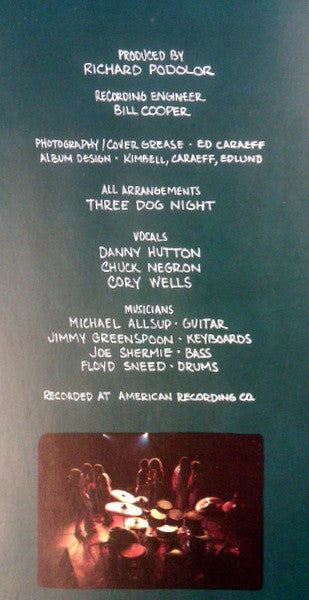 PRODUCED BY
RICHARD PODOLOR
RECORDING ENGINEER
BILL COOPER
PHOTOGRAPHY/COVER GREASE · ED CARAEFF
ALBUM DESIGN · KIMBELL, CARAEFF, EDLUND
ALL ARRANGEMENTS
THREE DOG NIGHT
VOCALS
DANNY HUTTON
CHUCK NEGRON
CORY WELLS
MUSICIANS
MICHAEL ALLSUP · GUITAR
JIMMY GREENSPOON · KEYBOARDS
JOE SHERMIE · BASS
FLOYD SNEED · DRUMS
RECORDED AT AMERICAN RECORDING CO.